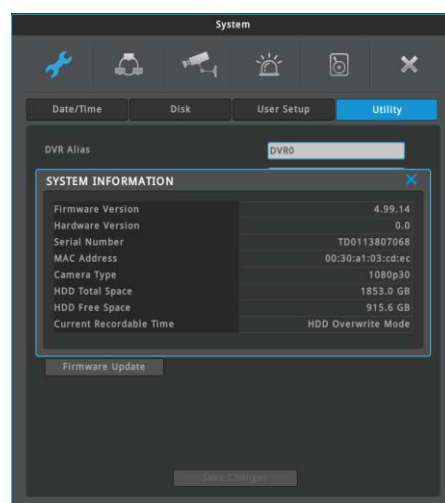 System
Date/Time Disk User Setup Utility
DVR Alias DVR0
SYSTEM INFORMATION
Firmware Version 4.99.14
Hardware Version 0.0
Serial Number TD0113807068
MAC Address 00:30:a1:03:cd:ec
Camera Type 1080p30
HDD Total Space 1853.0 GB
HDD Free Space 915.6 GB
Current Recordable Time HDD Overwrite Mode
Firmware Update
Save Changes